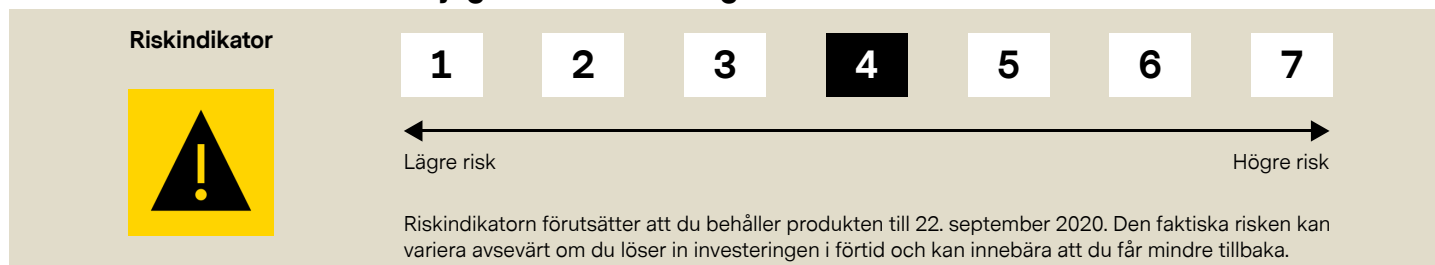 Riskindikator
1 2 3 4 5 6 7
Lägre risk Högre risk
Riskindikatorn förutsätter att du behåller produkten till 22. september 2020. Den faktiska risken kan
variera avsevärt om du löser in investeringen i förtid och kan innebära att du får mindre tillbaka.